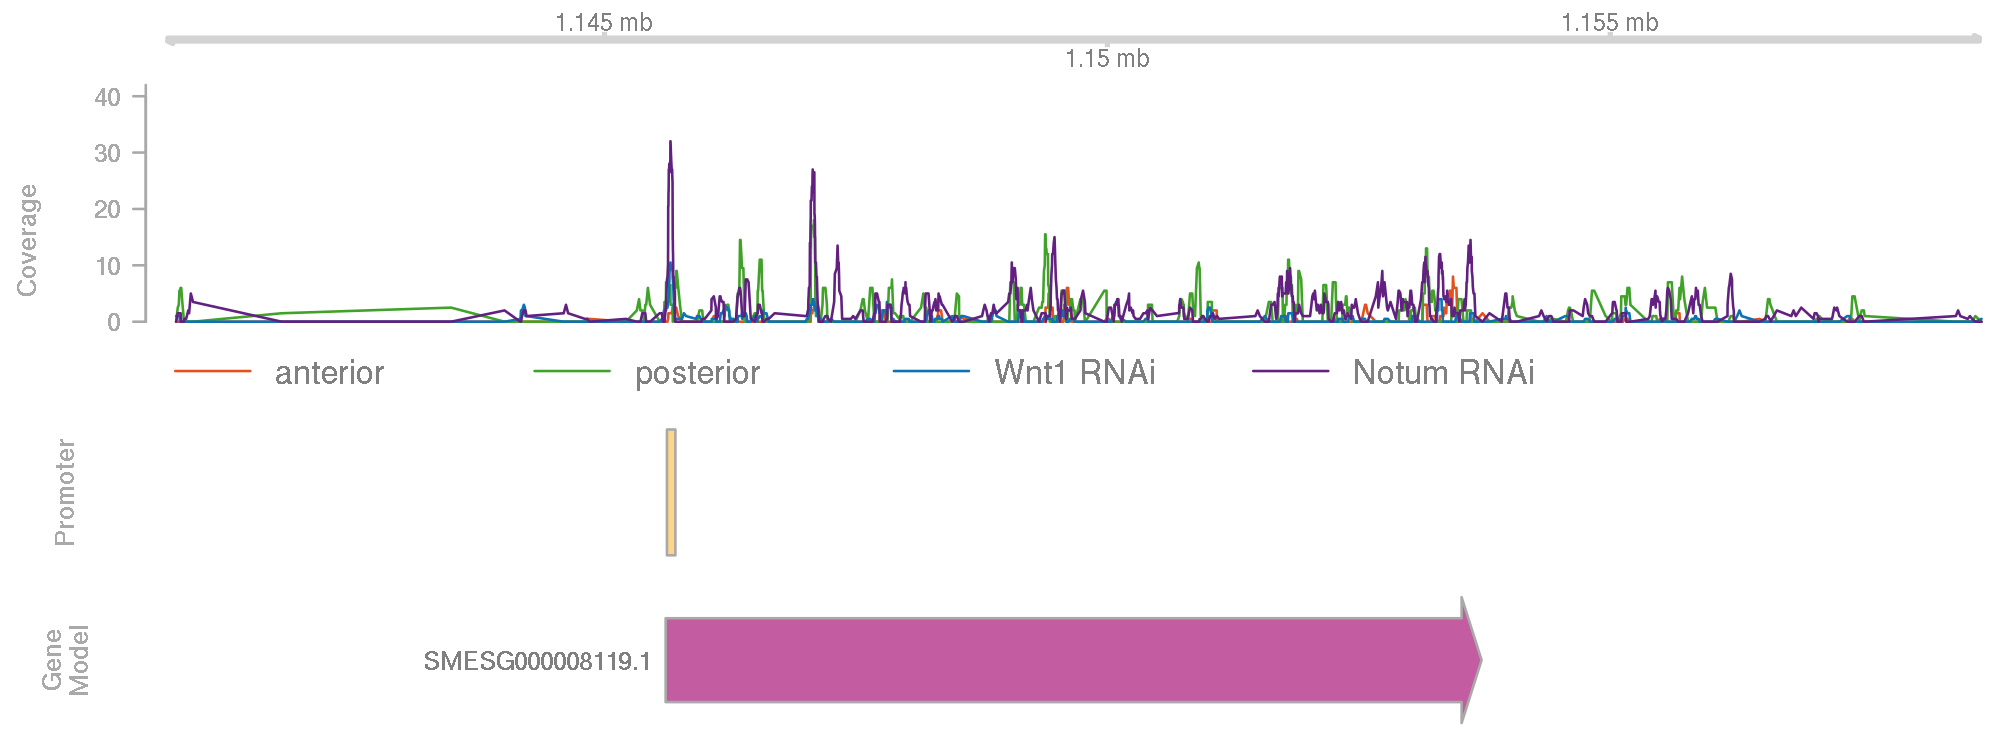 1.145 mb
1.155 mb
1.15 mb
40
30
20
10
0
Coverage
anterior posterior Wnt1 RNAi Notum RNAi
Promoter
SMESG000008119.1
Gene
Model